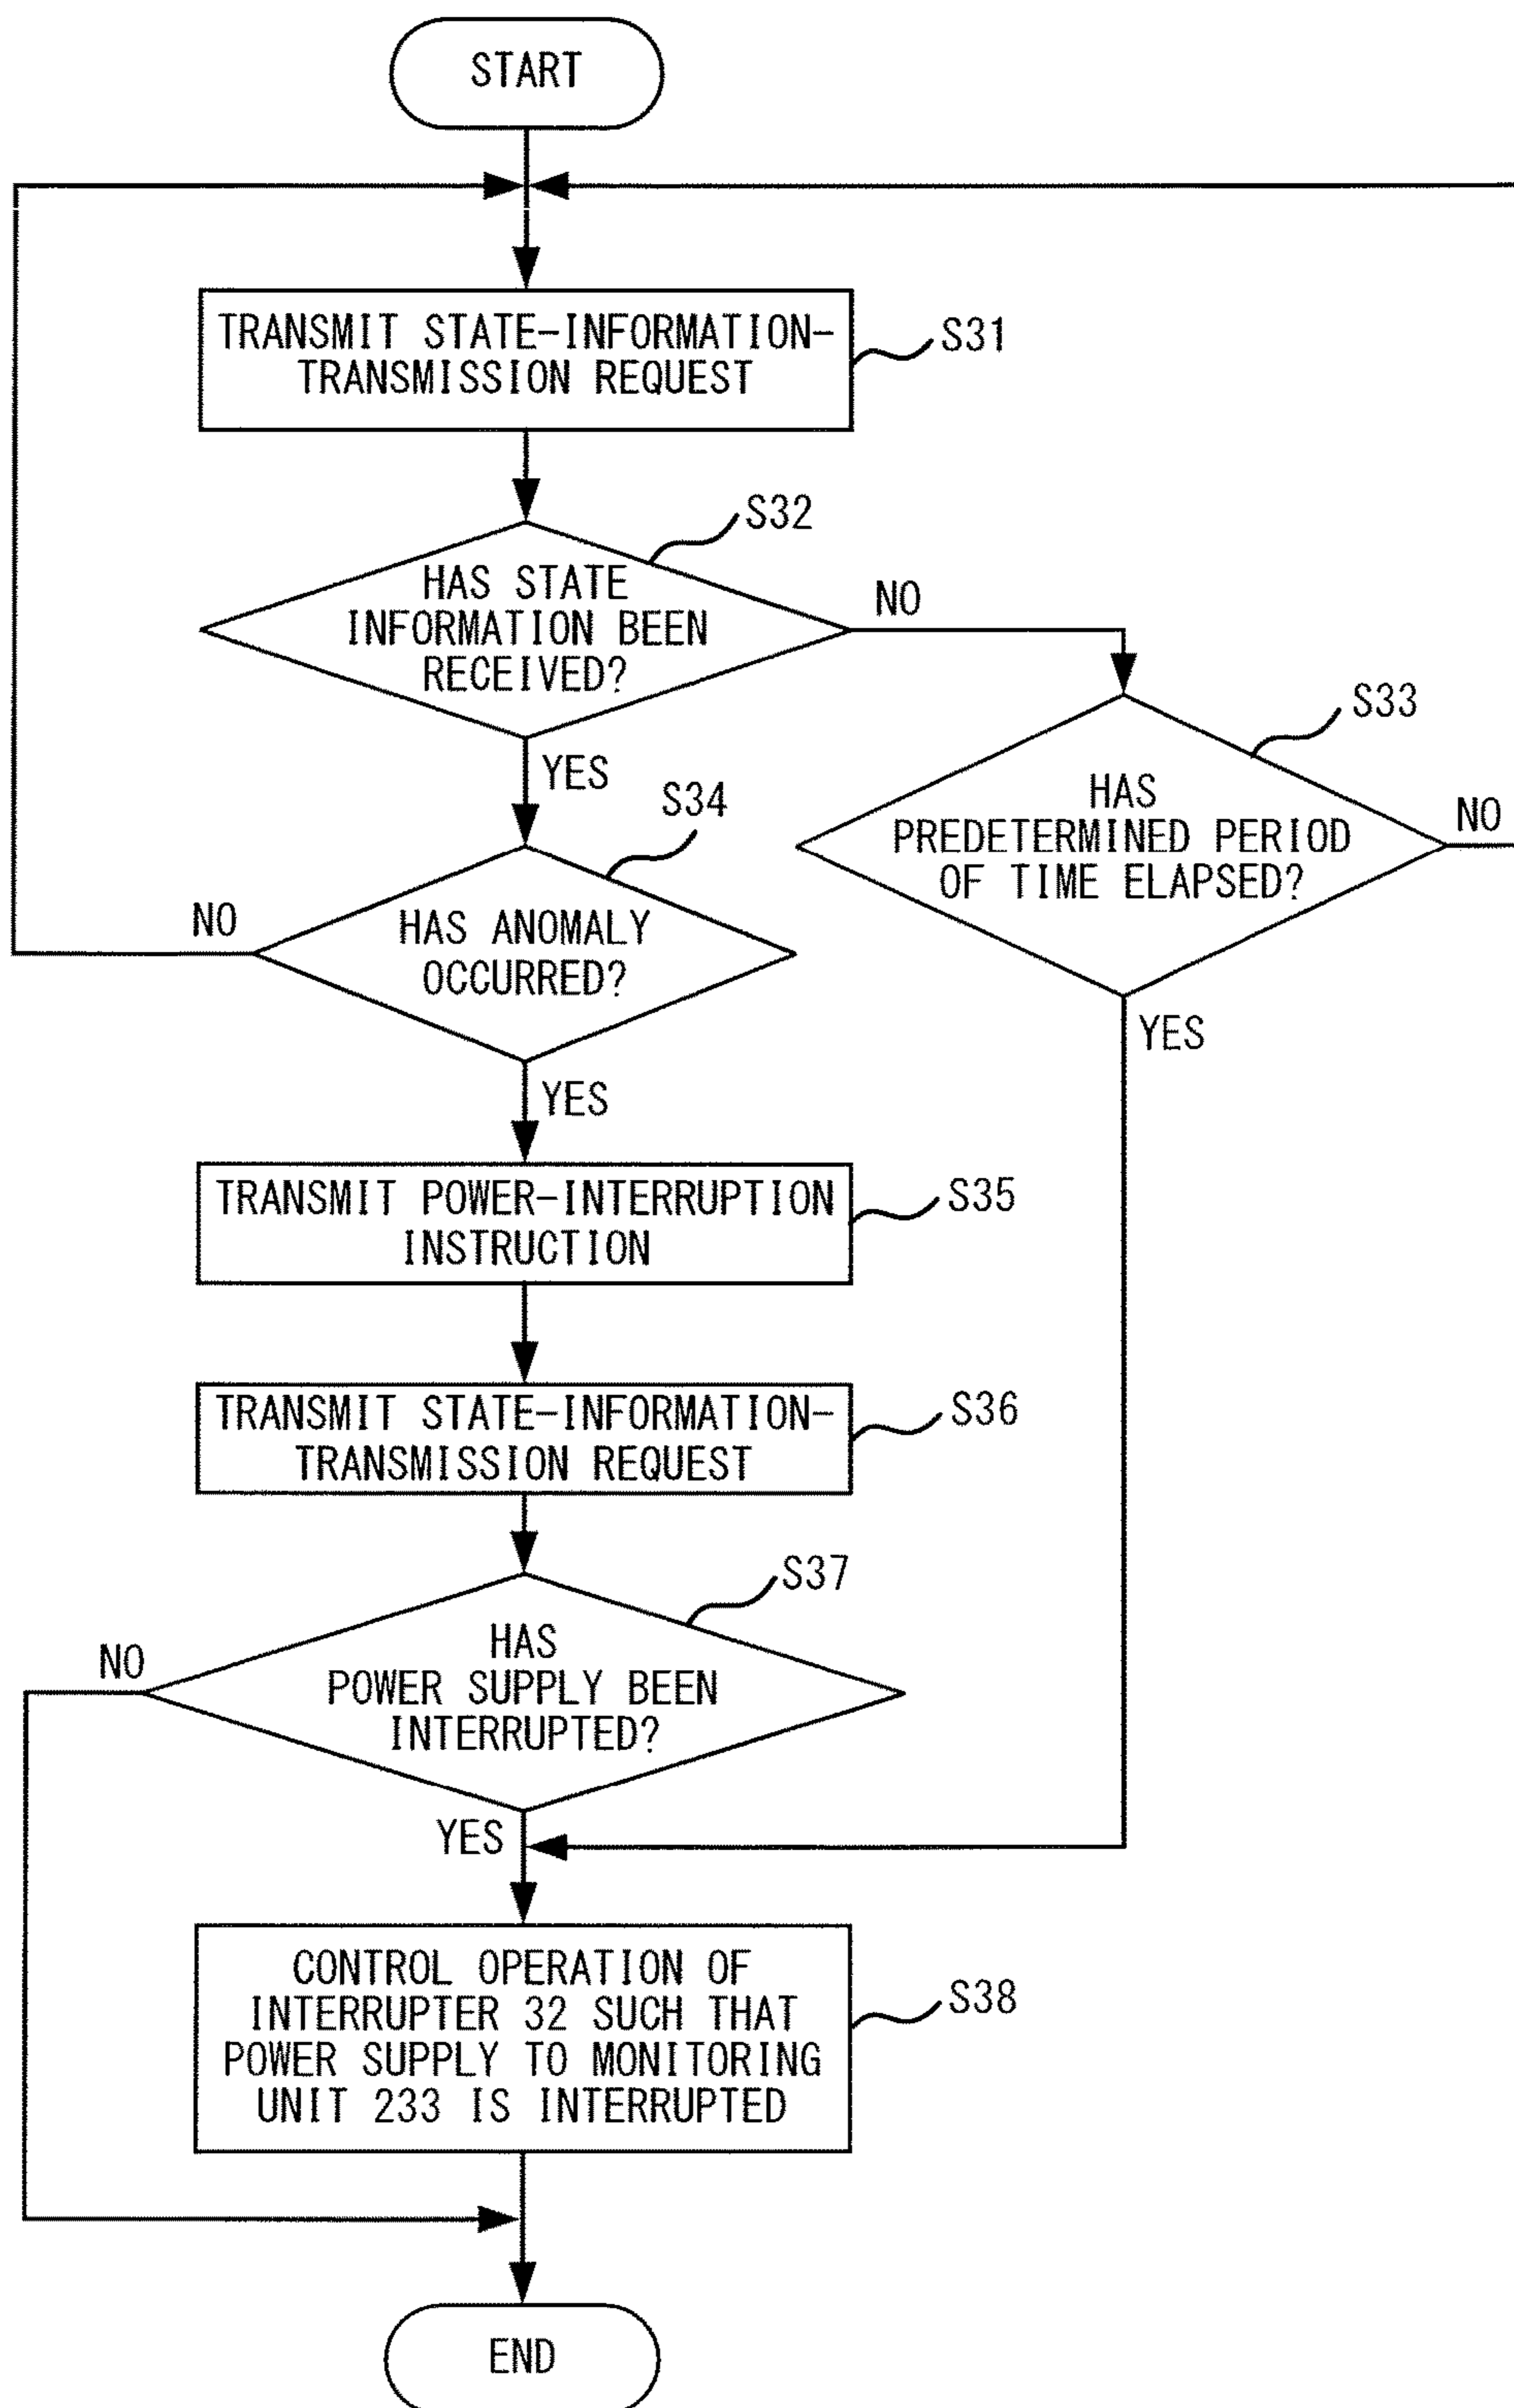 START
TRANSMIT STATE-INFORMATION-
TRANSMISSION REQUEST
S31
S32
HAS STATE
INFORMATION BEEN
RECEIVED?
NO
YES
S33
HAS
PREDETERMINED PERIOD
OF TIME ELAPSED?
NO
YES
S34
HAS ANOMALY
OCCURRED?
NO
YES
TRANSMIT POWER-INTERRUPTION
INSTRUCTION
S35
TRANSMIT STATE-INFORMATION-
TRANSMISSION REQUEST
S36
S37
HAS
POWER SUPPLY BEEN
INTERRUPTED?
NO
YES
CONTROL OPERATION OF
INTERRUPTER 32 SUCH THAT
POWER SUPPLY TO MONITORING
UNIT 233 IS INTERRUPTED
S38
END